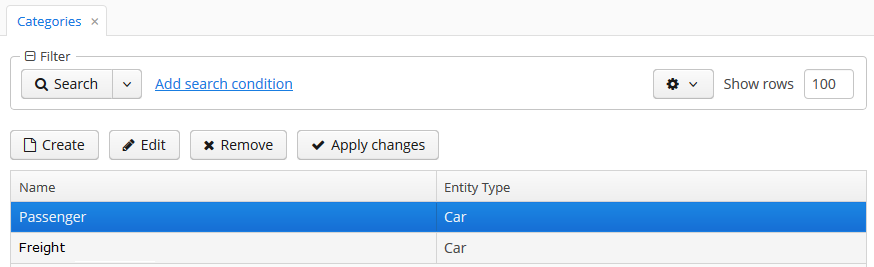 Categories ×
Filter
Search Add search condition Show rows 100
Create Edit Remove Apply changes
Name Entity Type
Passenger Car
Freight Car